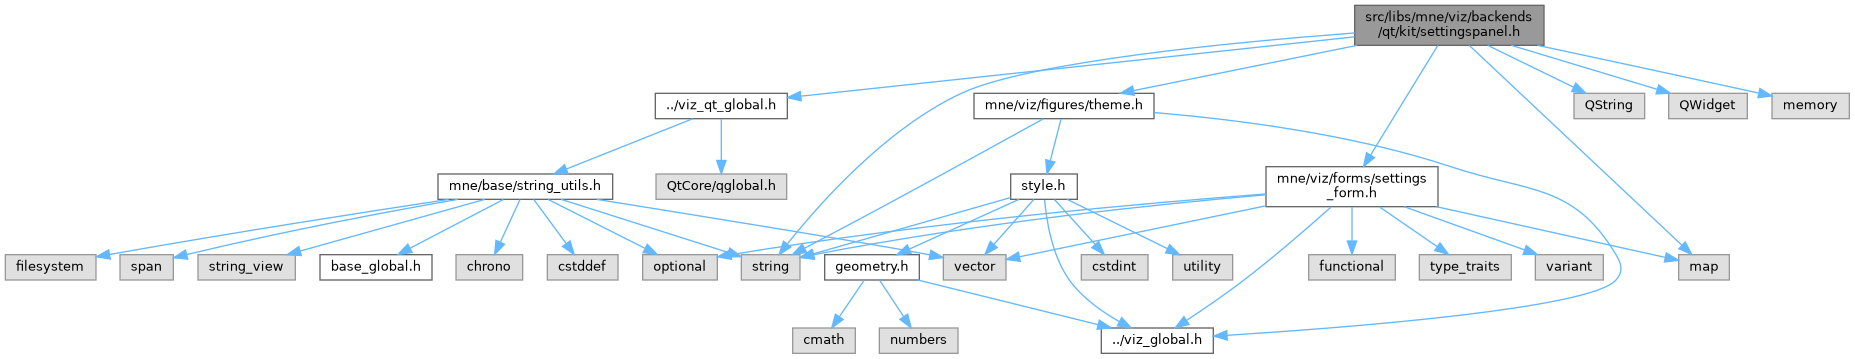 src/libs/mne/viz/backends
/qt/kit/settingspanel.h
../viz_qt_global.h
mne/viz/figures/theme.h
QString
QWidget
memory
mne/base/string_utils.h
QtCore/qglobal.h
style.h
mne/viz/forms/settings
_form.h
filesystem
span
string_view
base_global.h
chrono
cstddef
optional
string
geometry.h
vector
cstdint
utility
functional
type_traits
variant
map
cmath
numbers
../viz_global.h